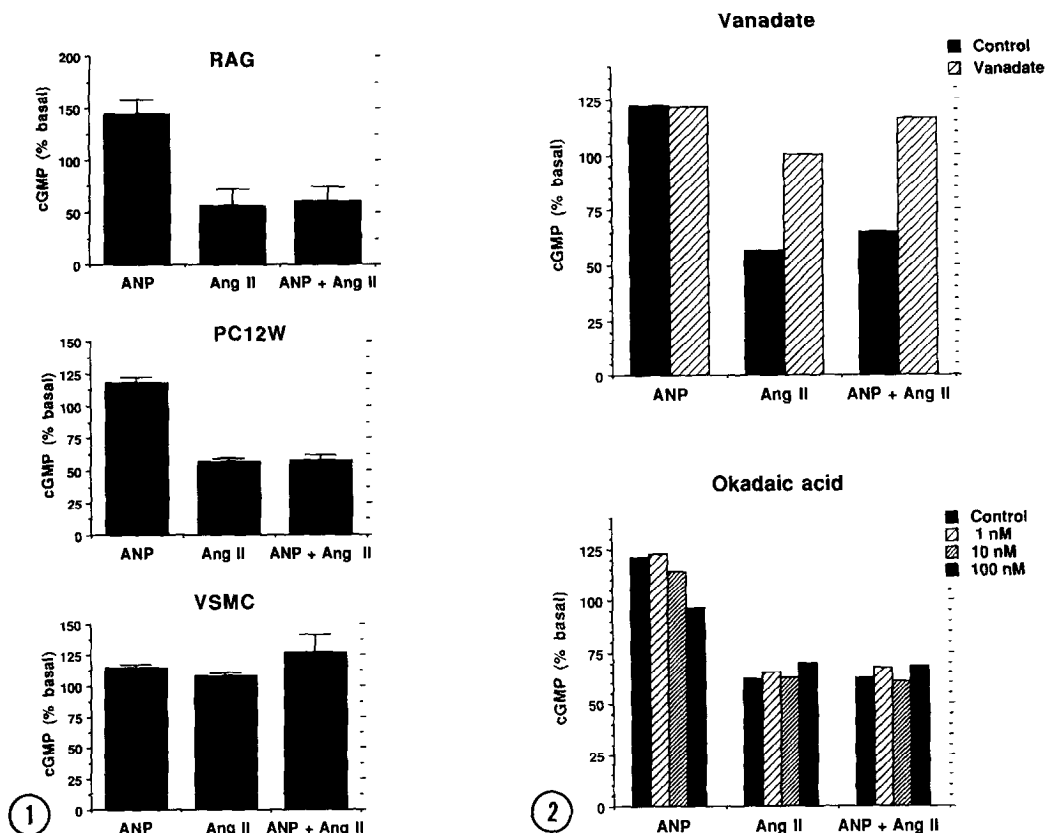 RAG
200
150
100
50
0
cGMP (% basal)
ANP
Ang II
ANP + Ang II
PC12W
150
125
100
75
50
25
0
cGMP (% basal)
ANP
Ang II
ANP + Ang II
VSMC
150
125
100
75
50
25
0
cGMP (% basal)
ANP
Ang II
ANP + Ang II
1
Vanadate
Control
Vanadate
125
100
75
50
25
0
cGMP (% basal)
ANP
Ang II
ANP + Ang II
Okadaic acid
Control
1 nM
10 nM
100 nM
125
100
75
50
25
0
cGMP (% basal)
ANP
Ang II
ANP + Ang II
2